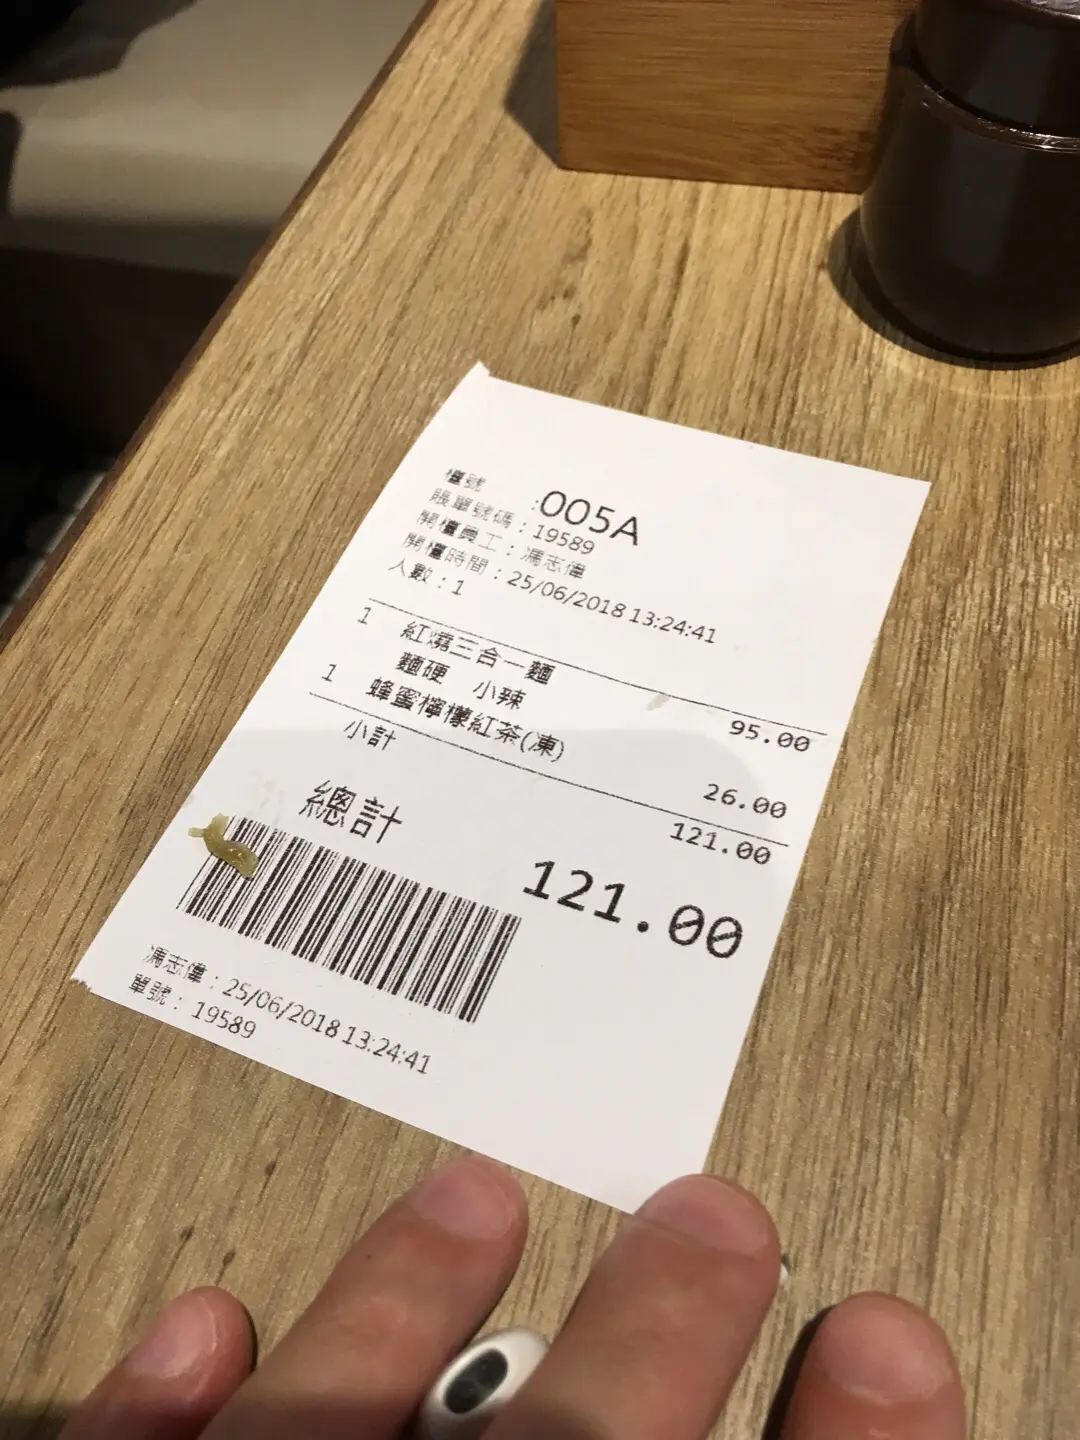 檯號 :005A
賬單號碼 : 19589
開檯員工 : 馮志偉
開檯時間 : 25/06/2018 13:24:41
人數 : 1
1 紅燒三合一麵 95.00
麵硬 小辣
1 蜂蜜檸檬紅茶(凍) 26.00
小計 121.00
總計 121.00
馮志偉 : 25/06/2018 13:24:41
單號 : 19589